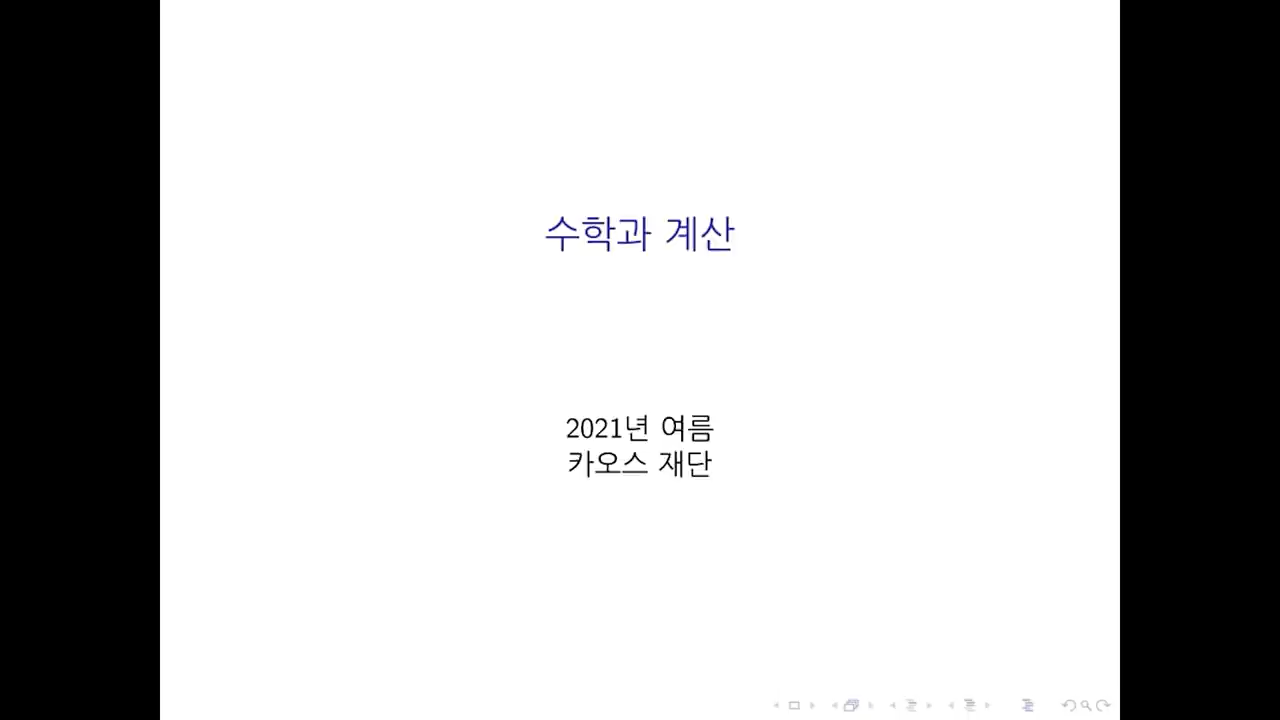 수학과 계산
2021년 여름
카오스 재단